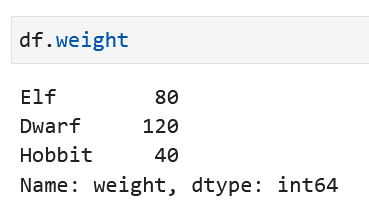 df.weight
Elf 80
Dwarf 120
Hobbit 40
Name: weight, dtype: int64